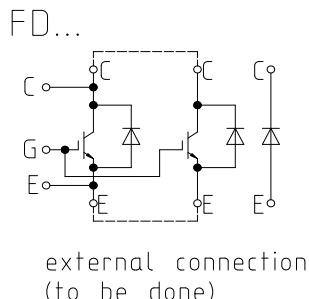 FD...
C C C
C
G
E
E E E
external connection
(to be done)